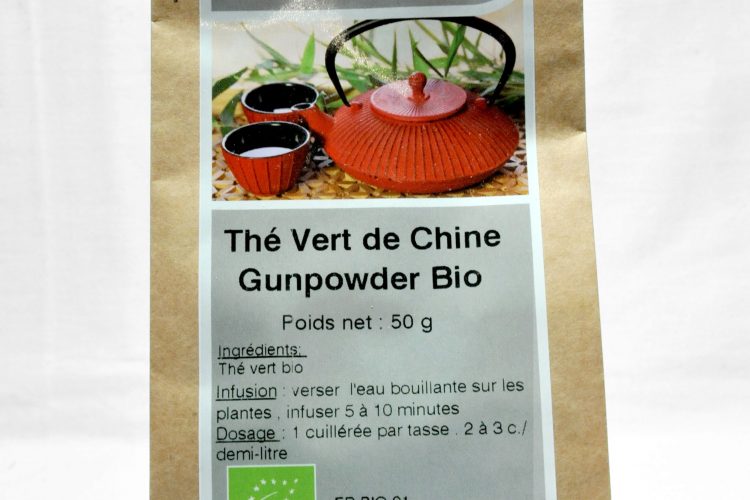 Thé Vert de Chine
Gunpowder Bio
Poids net : 50 g
Ingrédients:
Thé vert bio
Infusion : verser l'eau bouillante sur les
plantes , infuser 5 à 10 minutes
Dosage : 1 cuillérée par tasse . 2 à 3 c./
demi-litre